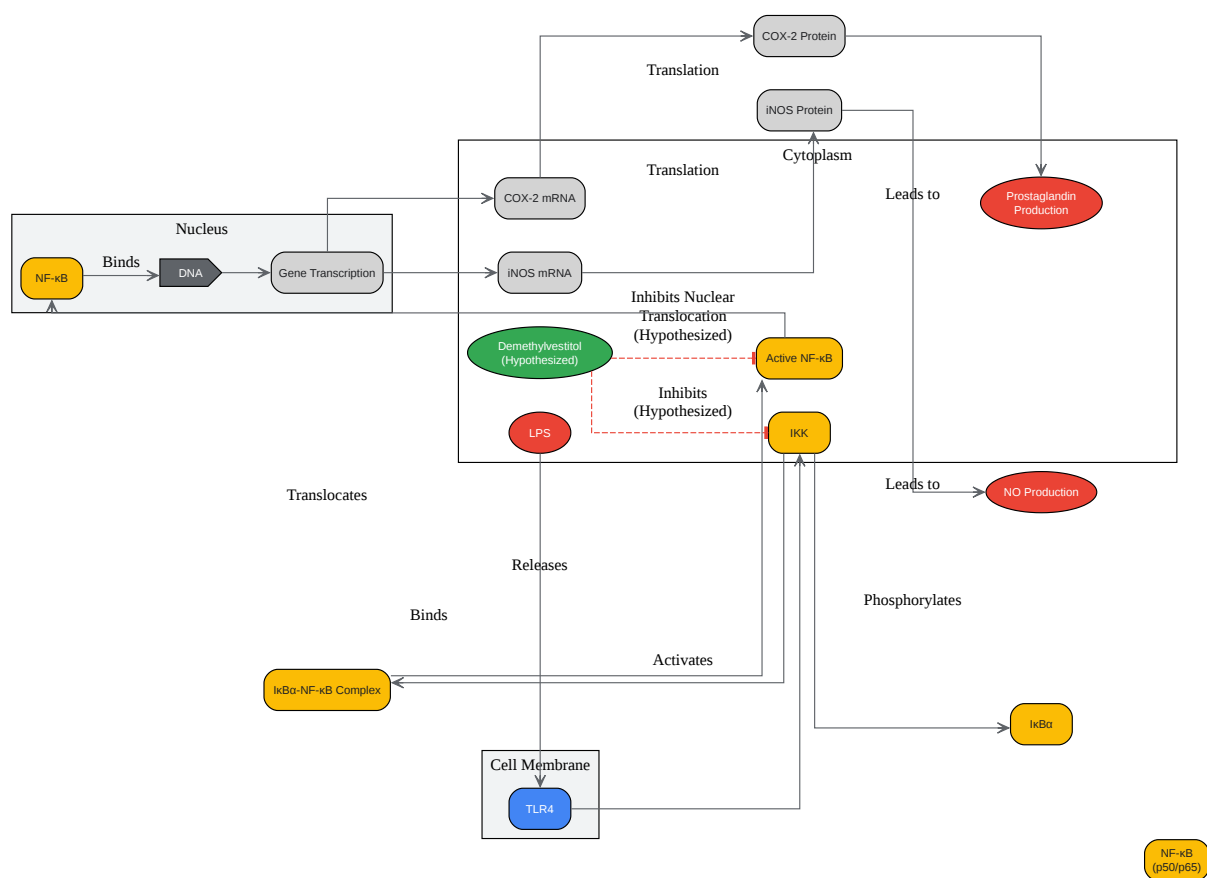 COX-2 Protein
Translation
iNOS Protein
Cytoplasm
Translation
COX-2 mRNA
Leads to
Prostaglandin
Production
Nucleus
Binds
NF-κB
DNA
Gene Transcription
iNOS mRNA
Inhibits Nuclear
Translocation
(Hypothesized)
Demethylvestitol
(Hypothesized)
Active NF-κB
Inhibits
(Hypothesized)
LPS
IKK
Translocates
Leads to
NO Production
Releases
Phosphorylates
Binds
Activates
IκBα-NF-κB Complex
IκBα
Cell Membrane
TLR4
NF-κB
(p50/p65)